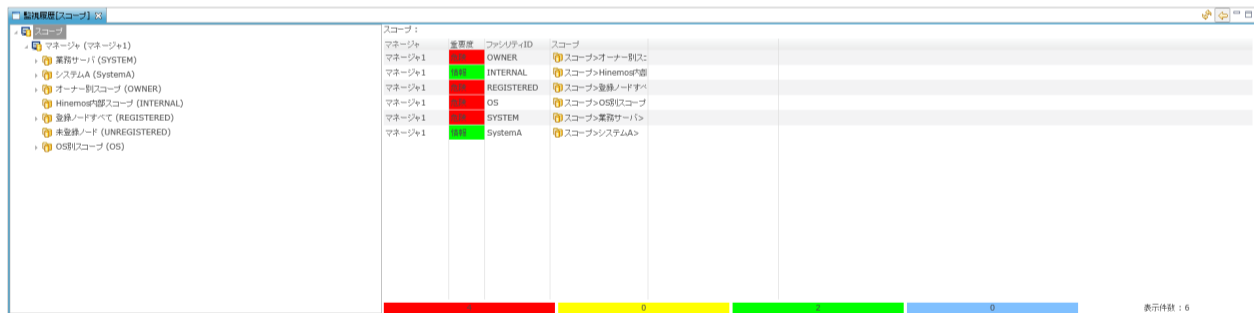 監視履歴[スコープ]
スコープ
マネージャ (マネージャ1)
業務サーバ (SYSTEM)
システムA (SystemA)
オーナー別スコープ (OWNER)
Hinemos内部スコープ (INTERNAL)
登録ノードすべて (REGISTERED)
未登録ノード (UNREGISTERED)
OS別スコープ (OS)
スコープ :
マネージャ 重要度 ファシリティID スコープ
マネージャ1 OWNER スコープ>オーナー別スコ
マネージャ1 情報 INTERNAL スコープ>Hinemos内部
マネージャ1 REGISTERED スコープ>登録ノードすべ
マネージャ1 OS スコープ>OS別スコープ
マネージャ1 SYSTEM スコープ>業務サーバ>
マネージャ1 情報 SystemA スコープ>システムA>
4 0 2 0 表示件数 : 6